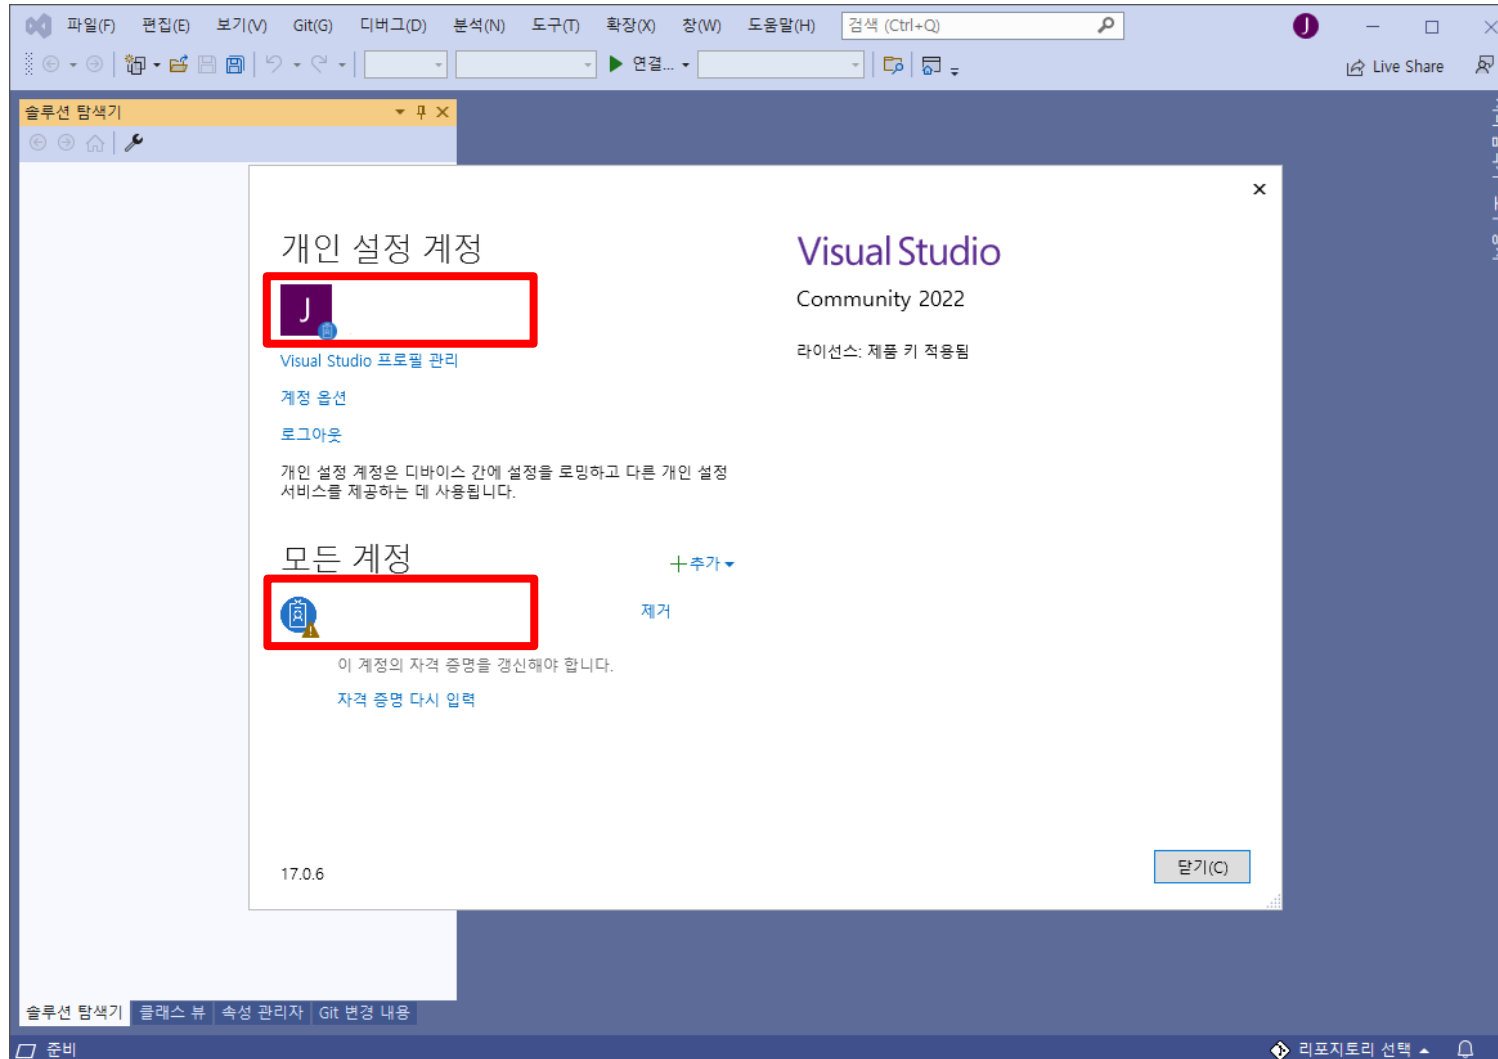 파일(F) 편집(E) 보기(V) Git(G) 디버그(D) 분석(N) 도구(T) 확장(X) 창(W) 도움말(H) 검색 (Ctrl+Q) J
연결... Live Share
솔루션 탐색기
개인 설정 계정
J
Visual Studio 프로필 관리
계정 옵션
로그아웃
개인 설정 계정은 디바이스 간에 설정을 로밍하고 다른 개인 설정
서비스를 제공하는 데 사용됩니다.
모든 계정
+추가
제거
이 계정의 자격 증명을 갱신해야 합니다.
자격 증명 다시 입력
17.0.6
Visual Studio
Community 2022
라이선스: 제품 키 적용됨
닫기(C)
솔루션 탐색기 클래스 뷰 속성 관리자 Git 변경 내용
준비 리포지토리 선택